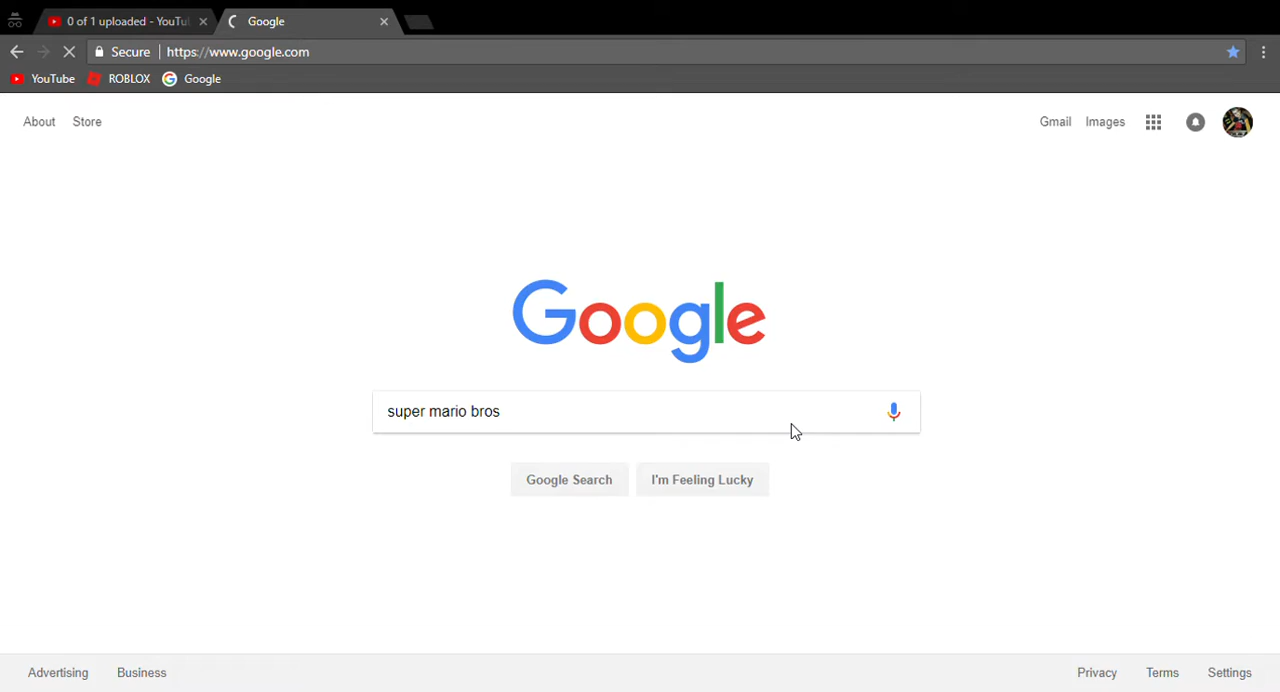 0 of 1 uploaded - YouTu
Google
Secure
https://www.google.com
YouTube
ROBLOX
Google
About
Store
Gmail
Images
Google
super mario bros
Google Search
I'm Feeling Lucky
Advertising
Business
Privacy
Terms
Settings